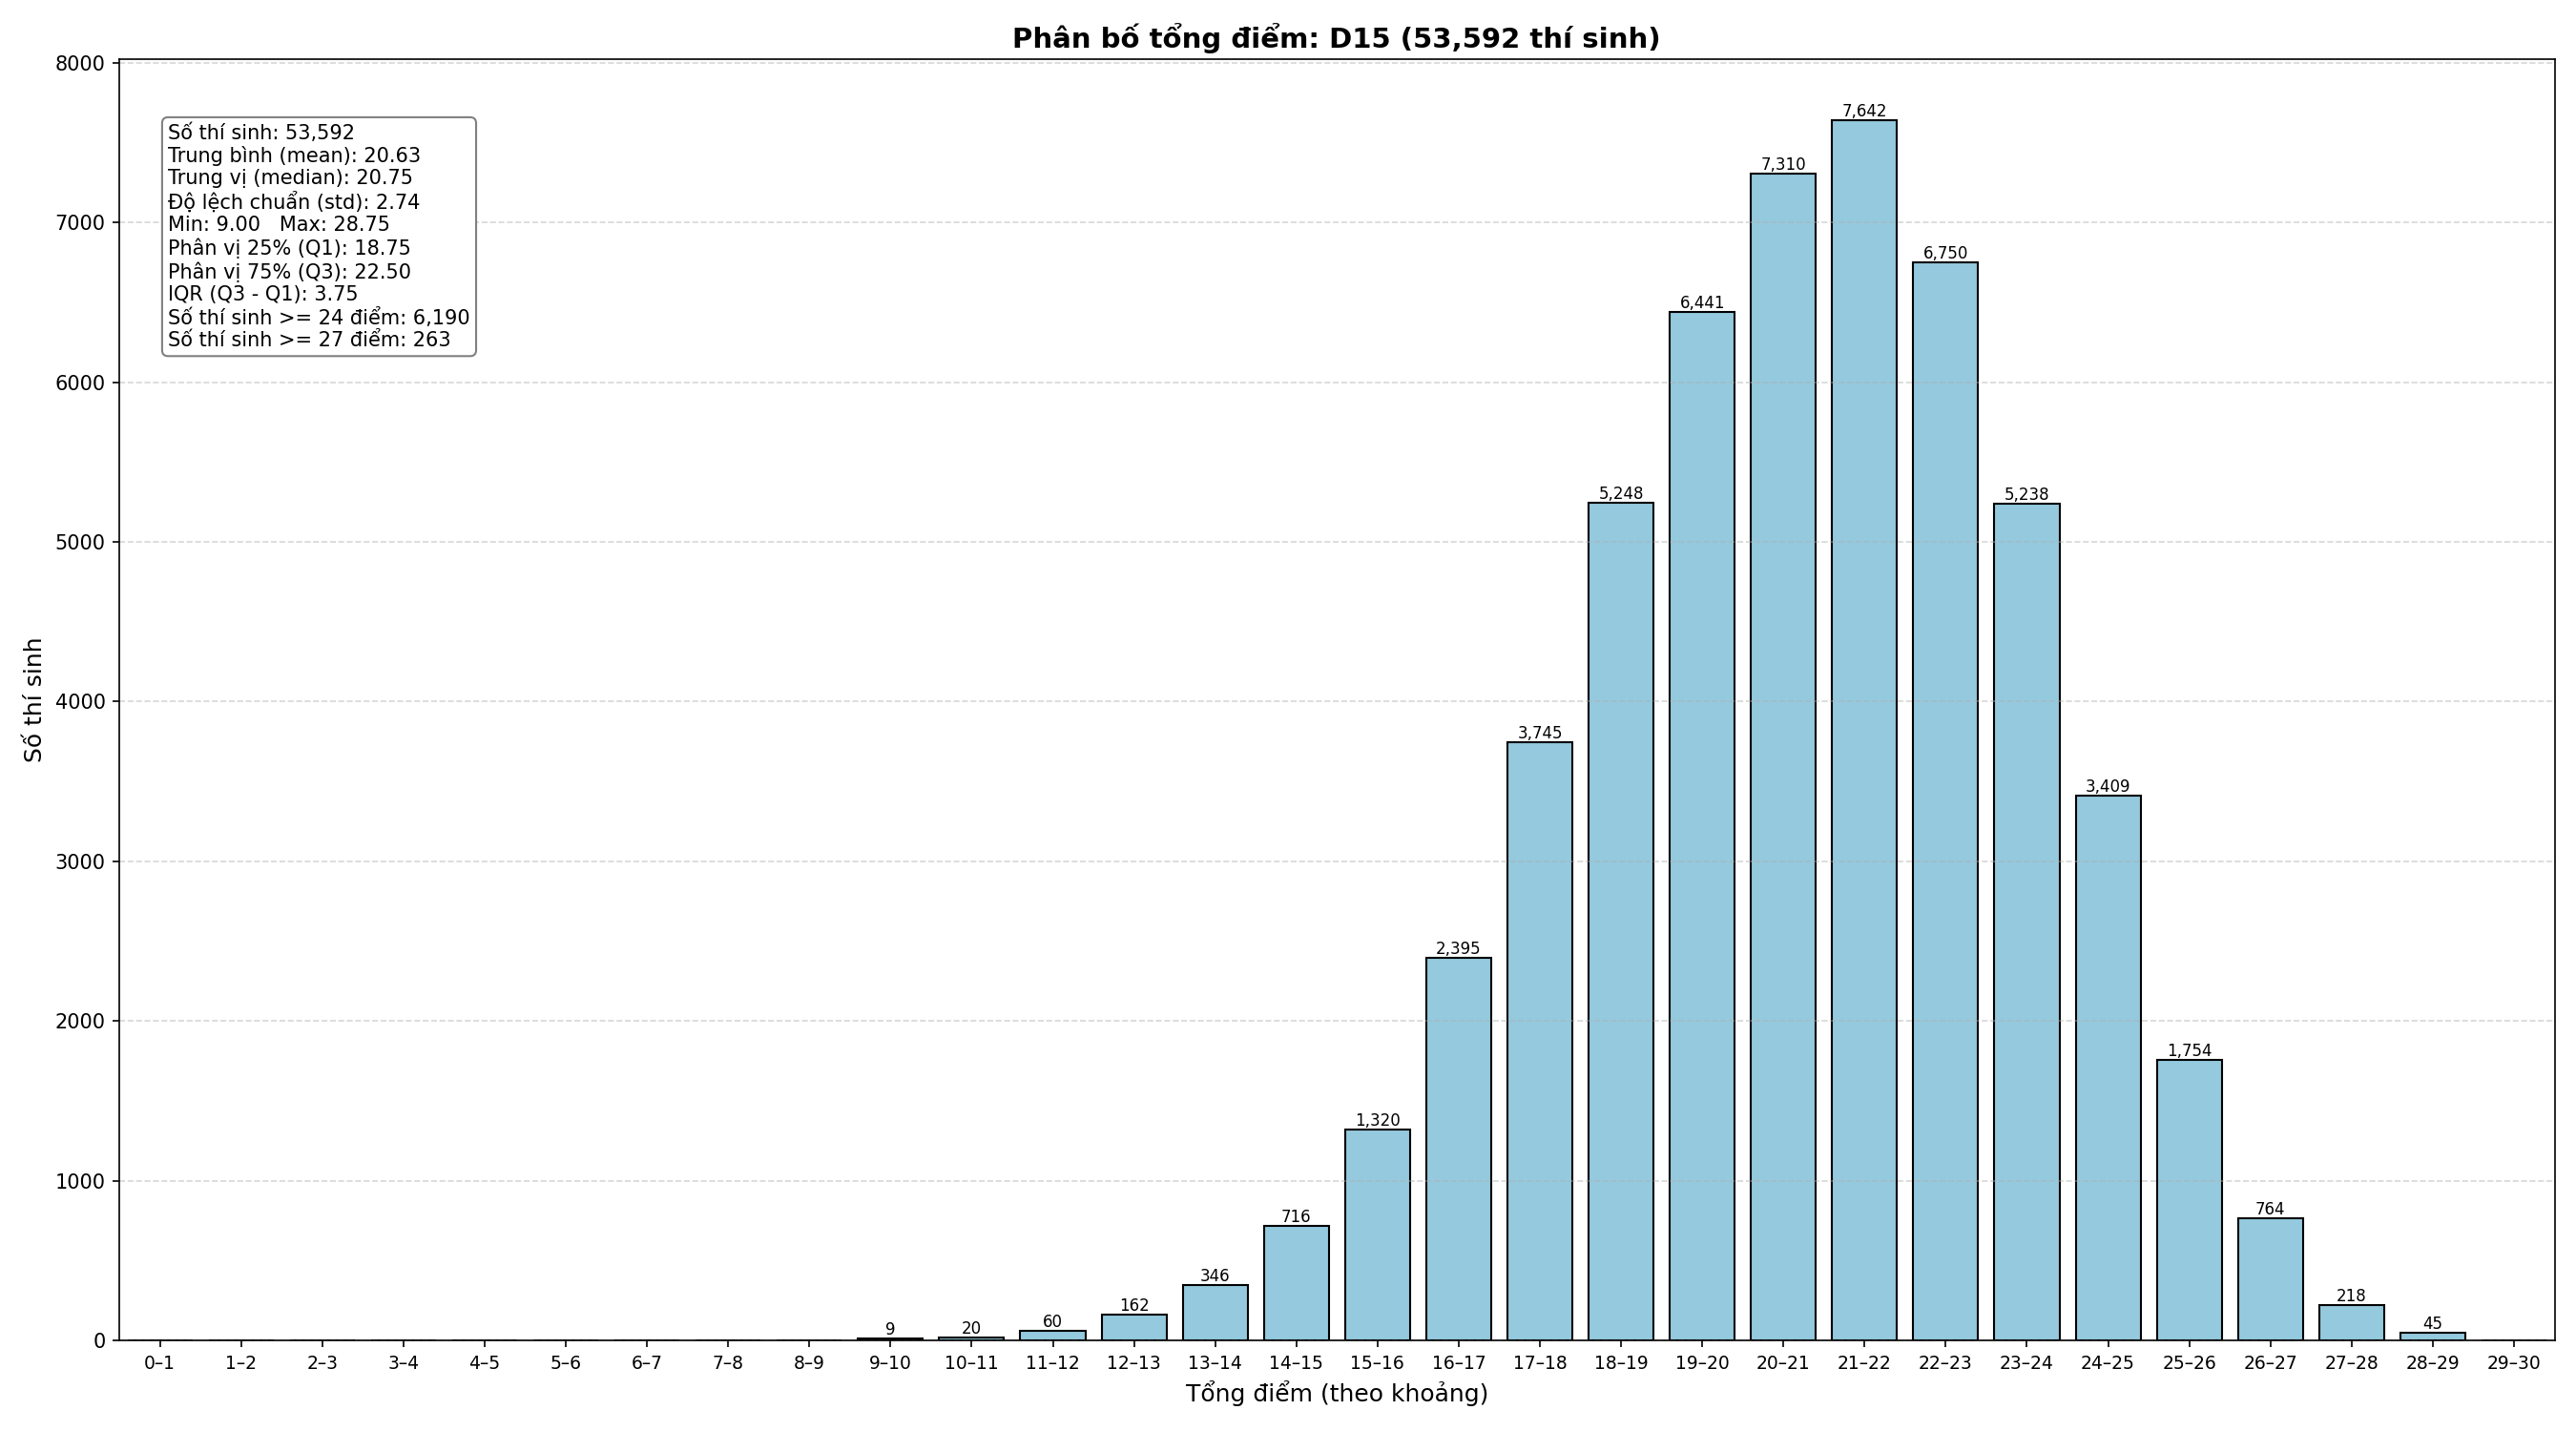 Phân bố tổng điểm: D15 (53,592 thí sinh)
Số thí sinh: 53,592
Trung bình (mean): 20.63
Trung vị (median): 20.75
Độ lệch chuẩn (std): 2.74
Min: 9.00   Max: 28.75
Phân vị 25% (Q1): 18.75
Phân vị 75% (Q3): 22.50
IQR (Q3 - Q1): 3.75
Số thí sinh >= 24 điểm: 6,190
Số thí sinh >= 27 điểm: 263
Số thí sinh
8000
7000
6000
5000
4000
3000
2000
1000
0
9 20 60 162 346 716 1,320 2,395 3,745 5,248 6,441 7,310 7,642 6,750 5,238 3,409 1,754 764 218 45
0–1 1–2 2–3 3–4 4–5 5–6 6–7 7–8 8–9 9–10 10–11 11–12 12–13 13–14 14–15 15–16 16–17 17–18 18–19 19–20 20–21 21–22 22–23 23–24 24–25 25–26 26–27 27–28 28–29 29–30
Tổng điểm (theo khoảng)